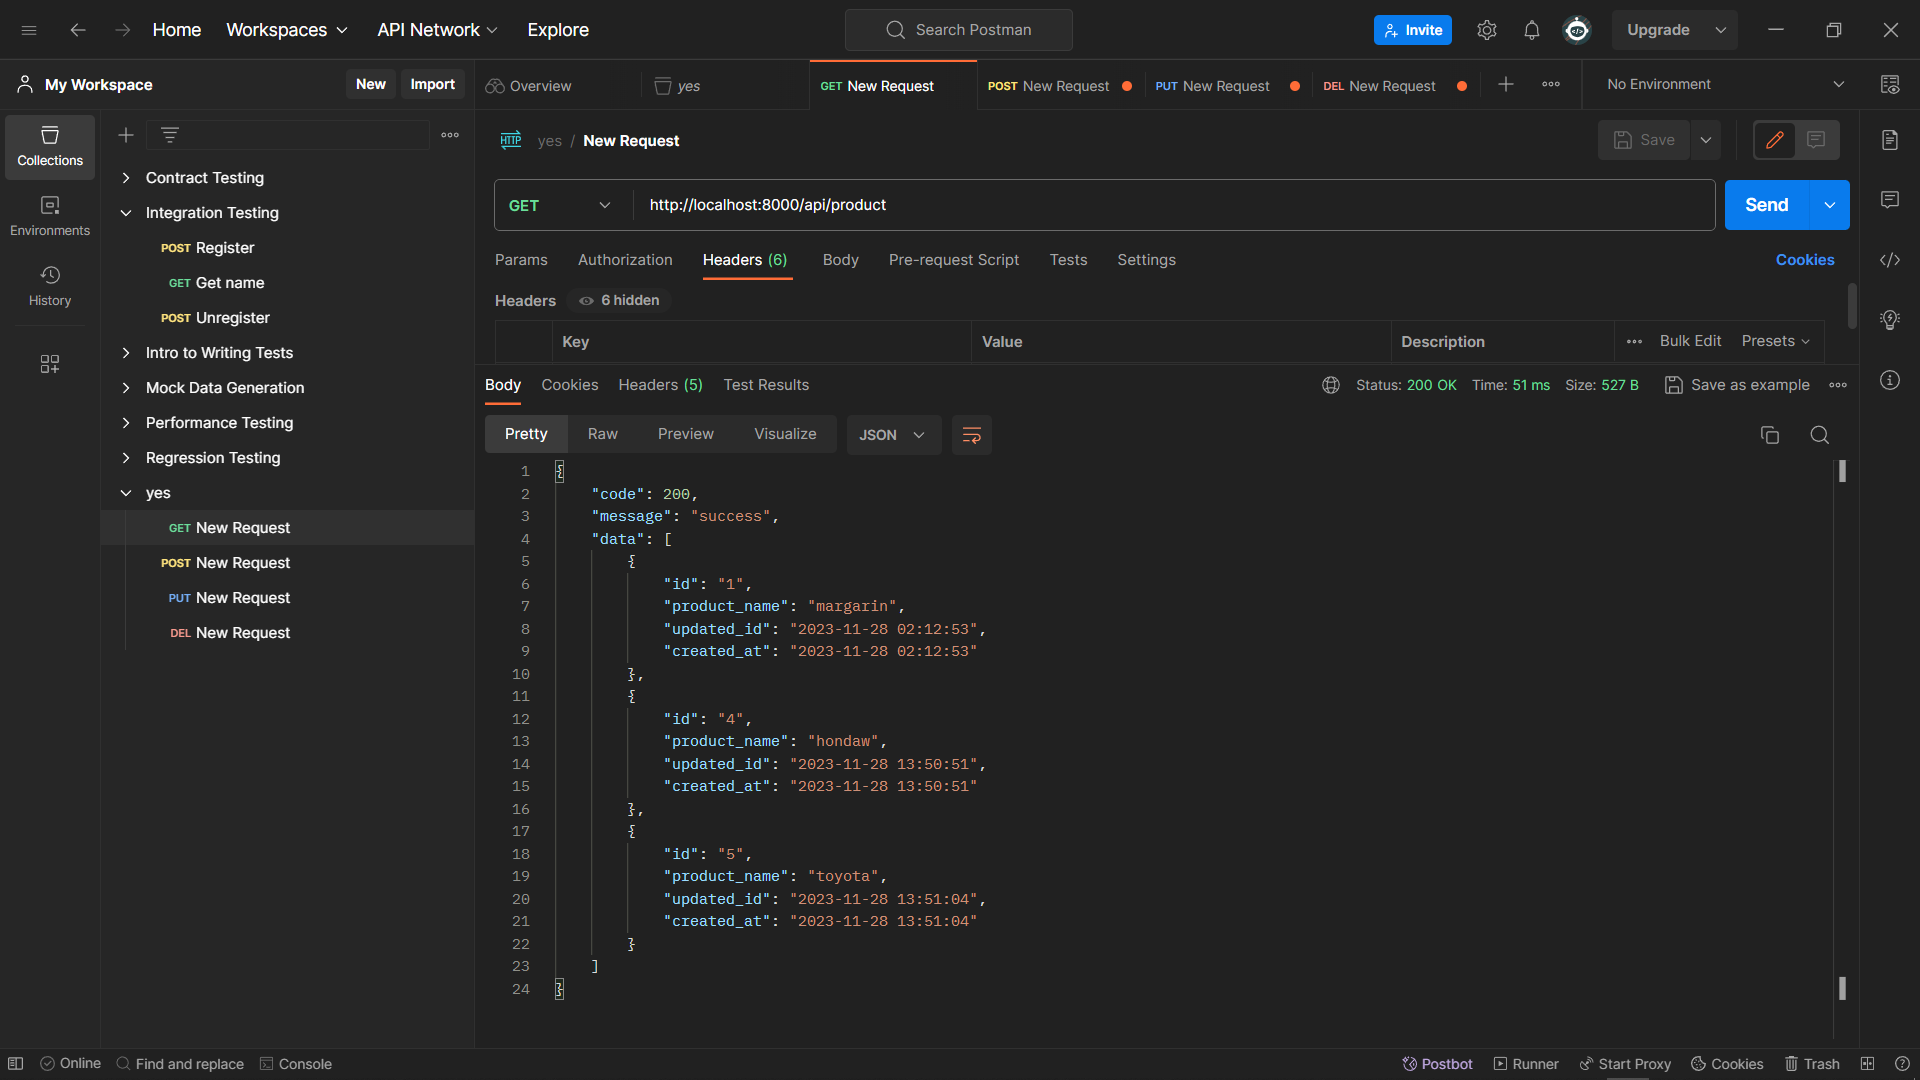 Home Workspaces API Network Explore Search Postman Invite Upgrade
My Workspace New Import Overview yes GET New Request POST New Request PUT New Request DEL New Request No Environment
Collections
Environments
History
Contract Testing
Integration Testing
POST Register
GET Get name
POST Unregister
Intro to Writing Tests
Mock Data Generation
Performance Testing
Regression Testing
yes
GET New Request
POST New Request
PUT New Request
DEL New Request
HTTP yes / New Request Save
GET http://localhost:8000/api/product Send
Params Authorization Headers (6) Body Pre-request Script Tests Settings Cookies
Headers 6 hidden
Key Value Description Bulk Edit Presets
Body Cookies Headers (5) Test Results Status: 200 OK Time: 51 ms Size: 527 B Save as example
Pretty Raw Preview Visualize JSON
1 {
2 "code": 200,
3 "message": "success",
4 "data": [
5 {
6 "id": "1",
7 "product_name": "margarin",
8 "updated_id": "2023-11-28 02:12:53",
9 "created_at": "2023-11-28 02:12:53"
10 },
11 {
12 "id": "4",
13 "product_name": "hondaw",
14 "updated_id": "2023-11-28 13:50:51",
15 "created_at": "2023-11-28 13:50:51"
16 },
17 {
18 "id": "5",
19 "product_name": "toyota",
20 "updated_id": "2023-11-28 13:51:04",
21 "created_at": "2023-11-28 13:51:04"
22 }
23 ]
24 }
Online Find and replace Console Postbot Runner Start Proxy Cookies Trash